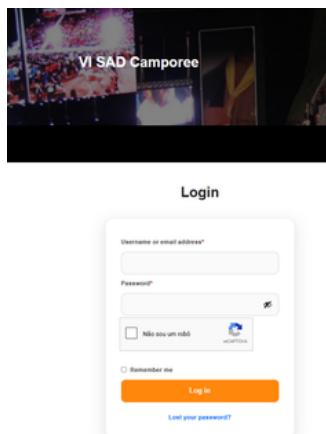 VI SAD Camporee
Login
Username or email address*
Password*
Não sou um robô
reCAPTCHA
Remember me
Log in
Lost your password?